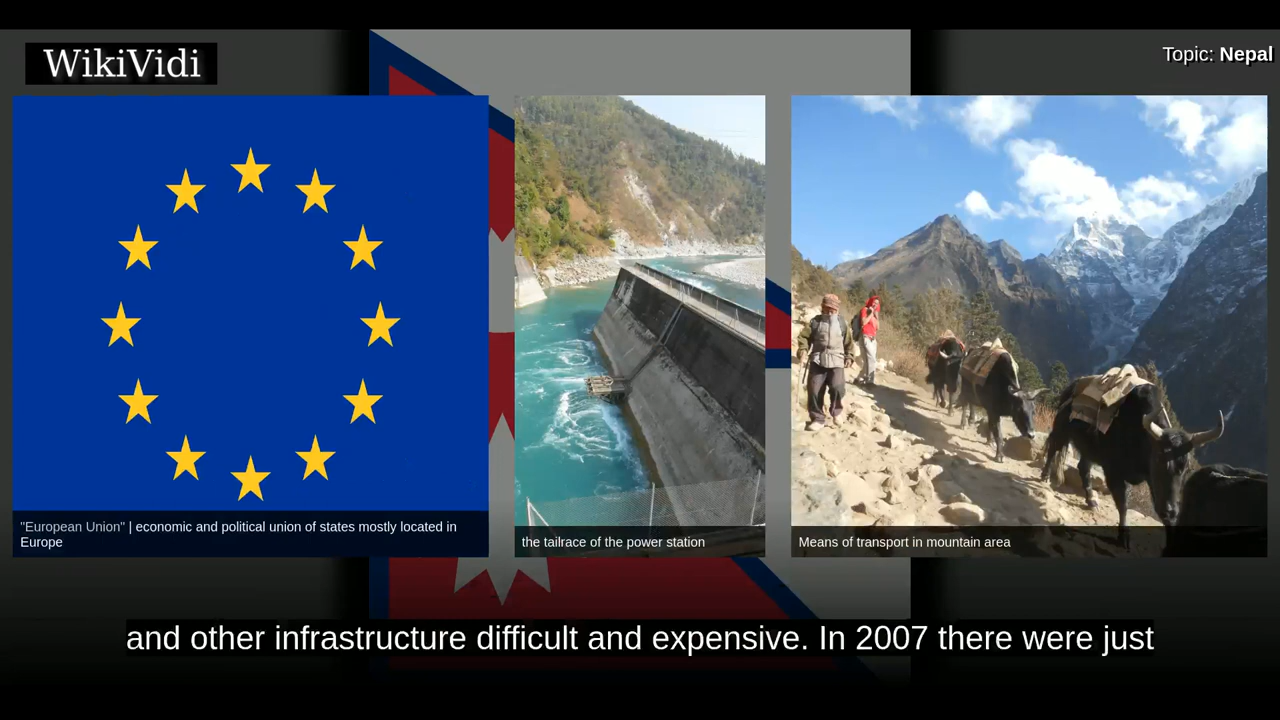 WikiVidi
Topic: Nepal
"European Union" | economic and political union of states mostly located in
Europe
the tailrace of the power station
Means of transport in mountain area
and other infrastructure difficult and expensive. In 2007 there were just